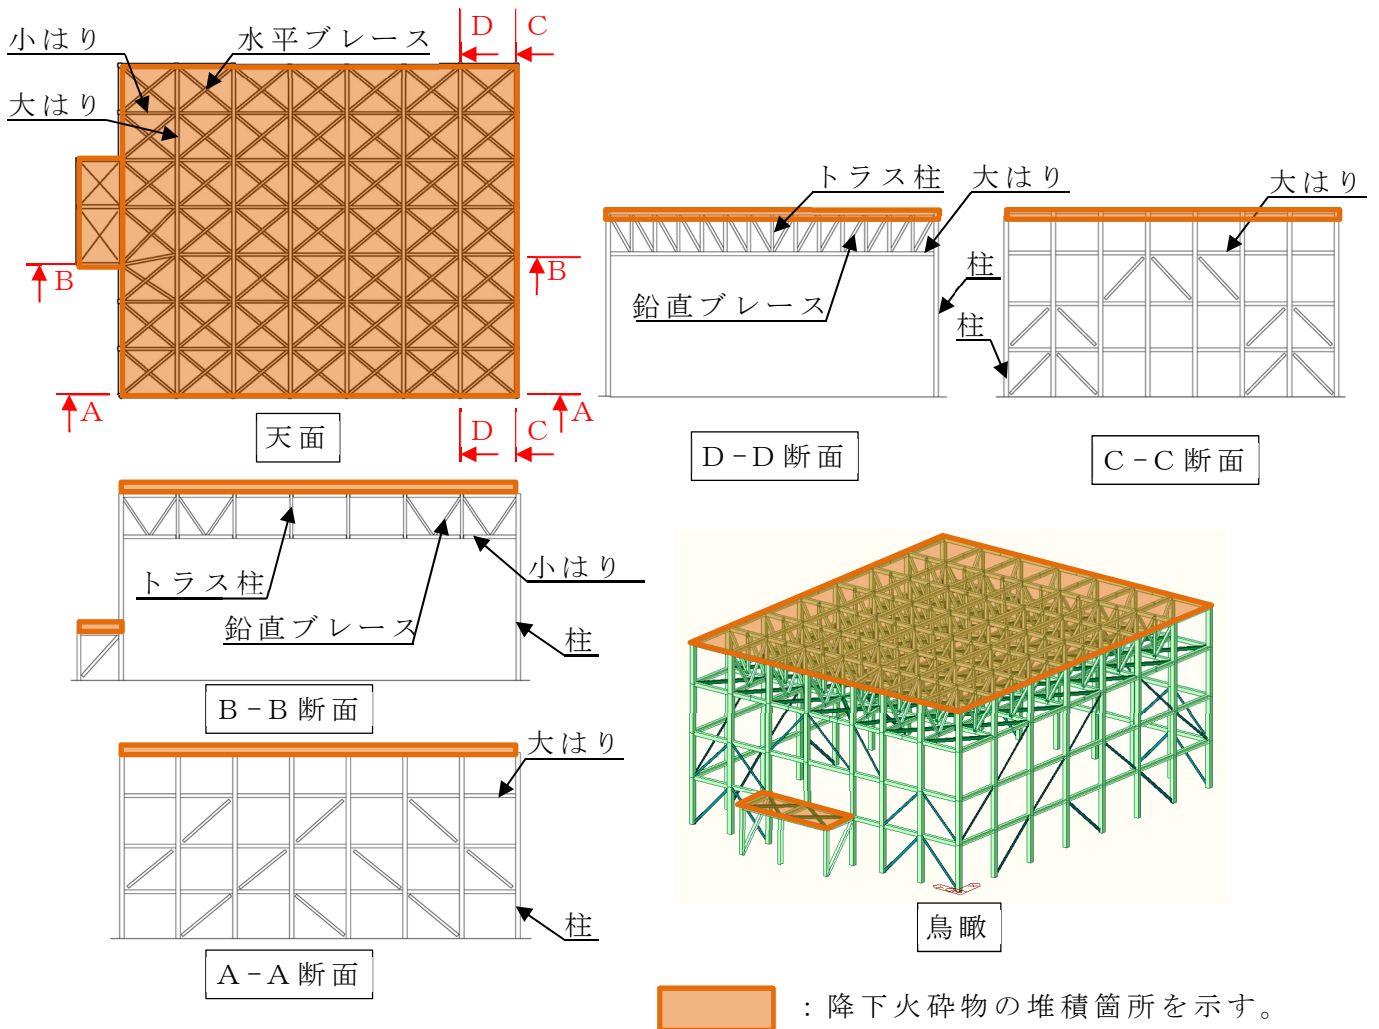 小はり
水平ブレース
大はり
D
C
B
B
A
A
D
C
天面
トラス柱
大はり
鉛直ブレース
柱
D-D断面
大はり
柱
C-C断面
トラス柱
鉛直ブレース
小はり
柱
B-B断面
大はり
柱
A-A断面
鳥瞰
：降下火砕物の堆積箇所を示す。